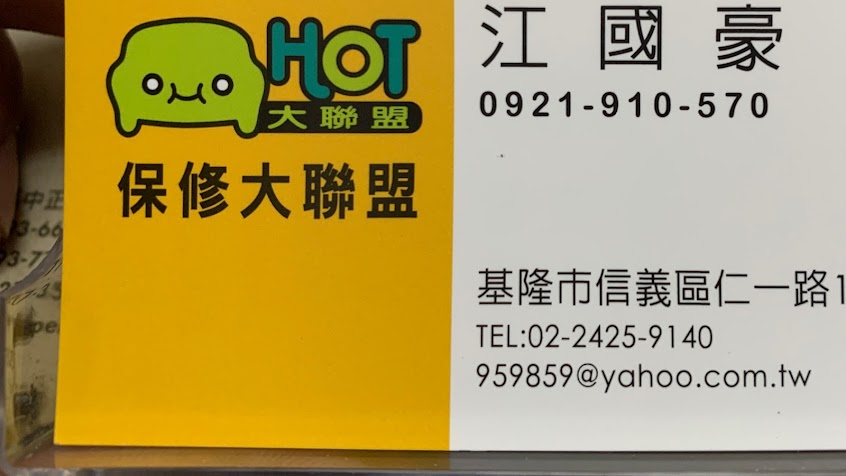 HOT
大聯盟
保修大聯盟
江國豪
0921-910-570
基隆市信義區仁一路1
TEL:02-2425-9140
959859@yahoo.com.tw